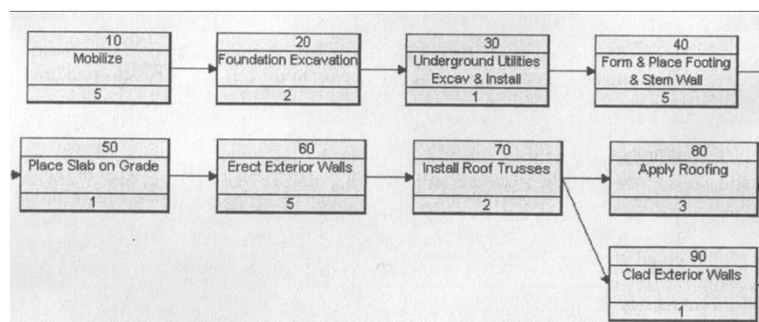 10
Mobilize
5
20
Foundation Excavation
2
30
Underground Utilities
Excav & Install
1
40
Form & Place Footing
& Stem Wall
5
50
Place Slab on Grade
1
60
Erect Exterior Walls
5
70
Install Roof Trusses
2
80
Apply Roofing
3
90
Clad Exterior Walls
1